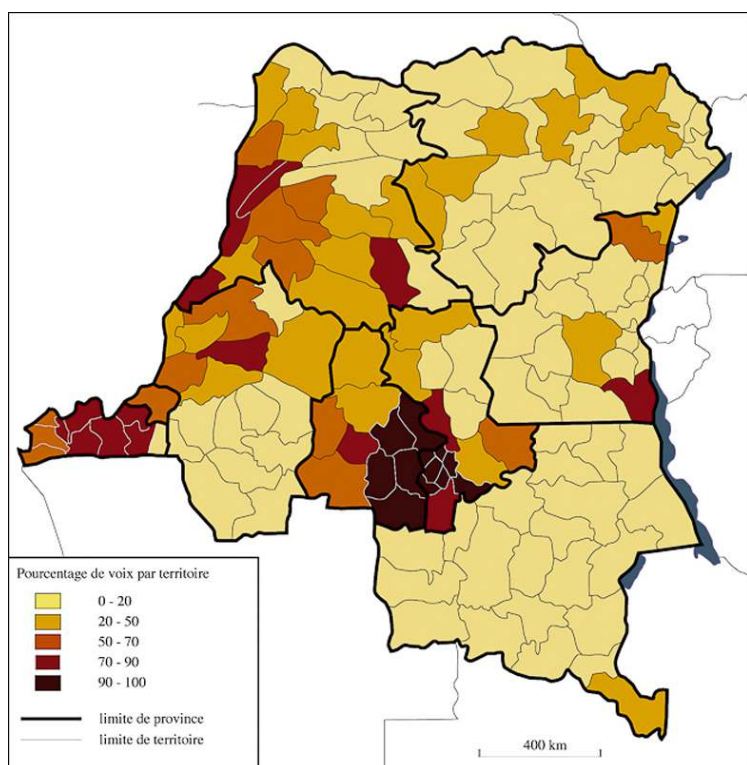 Pourcentage de voix par territoire
0 - 20
20 - 50
50 - 70
70 - 90
90 - 100
limite de province
limite de territoire
400 km